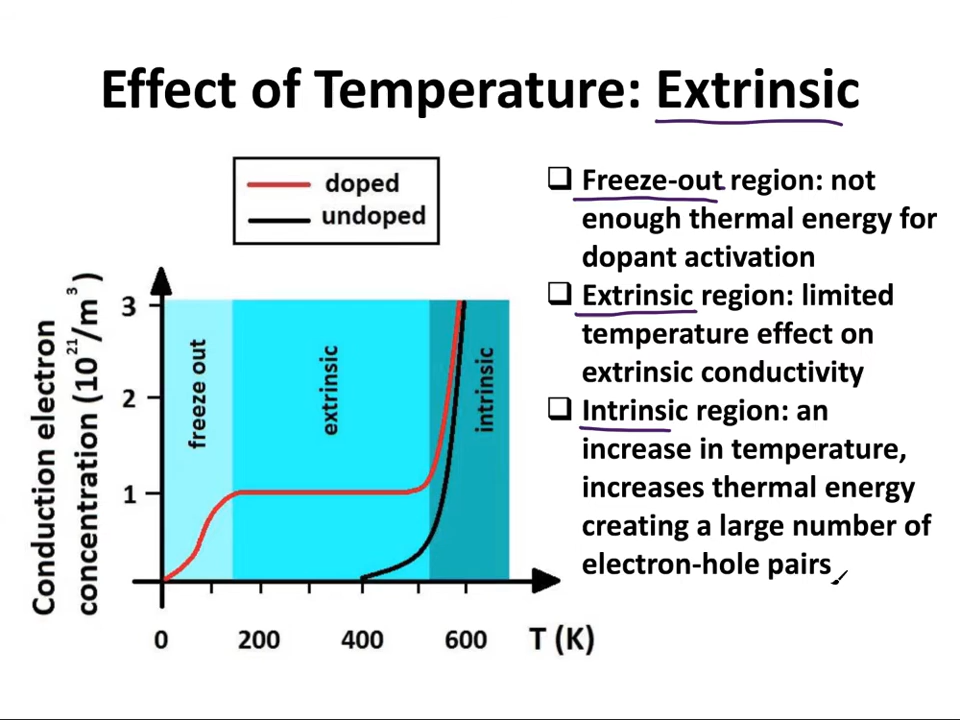 Effect of Temperature: Extrinsic
doped
undoped
Conduction electron
concentration (10²¹/m³)
3
2
1
freeze out
extrinsic
intrinsic
0
200
400
600
T (K)
❑ Freeze-out region: not
enough thermal energy for
dopant activation
❑ Extrinsic region: limited
temperature effect on
extrinsic conductivity
❑ Intrinsic region: an
increase in temperature,
increases thermal energy
creating a large number of
electron-hole pairs